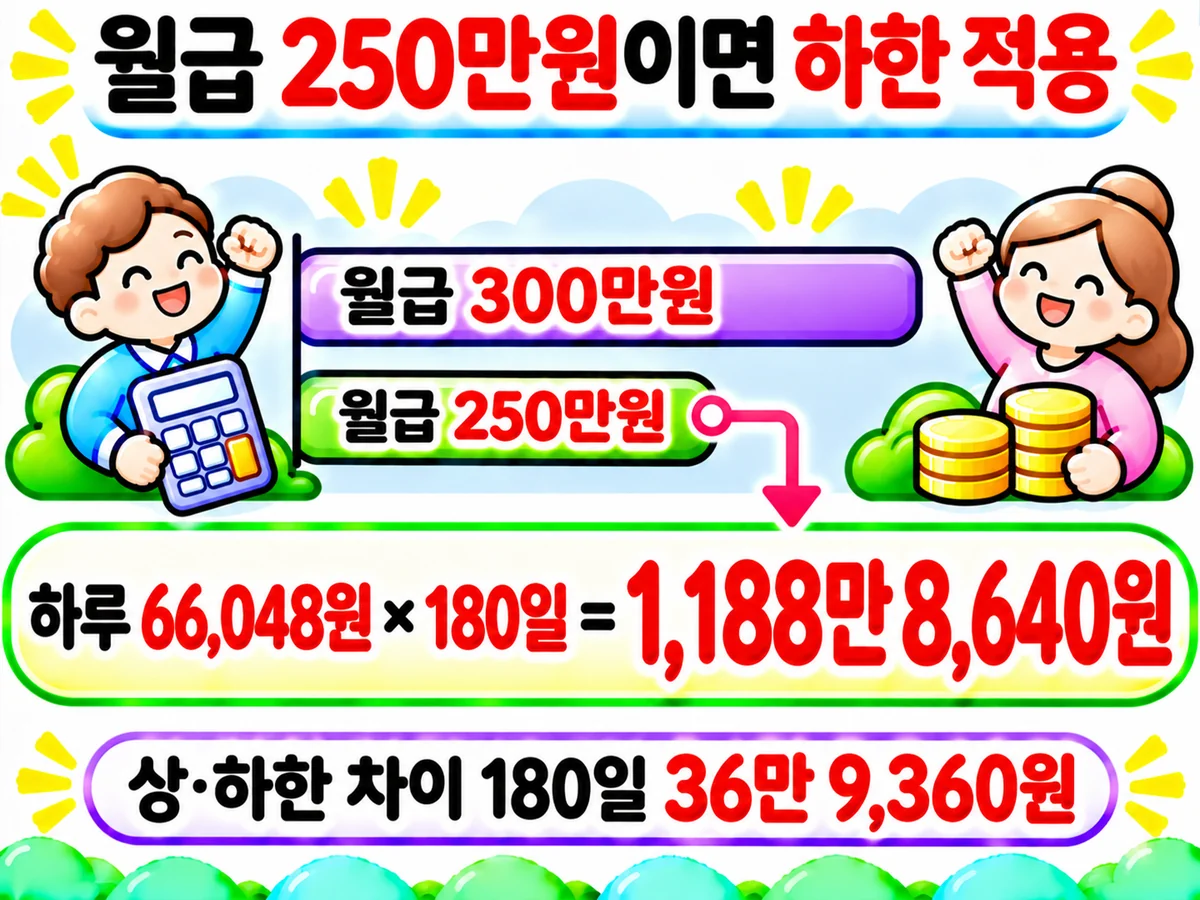 월급 250만원이면 하한 적용
월급 300만원
월급 250만원
하루 66,048원 × 180일 = 1,188만 8,640원
상·하한 차이 180일 36만 9,360원